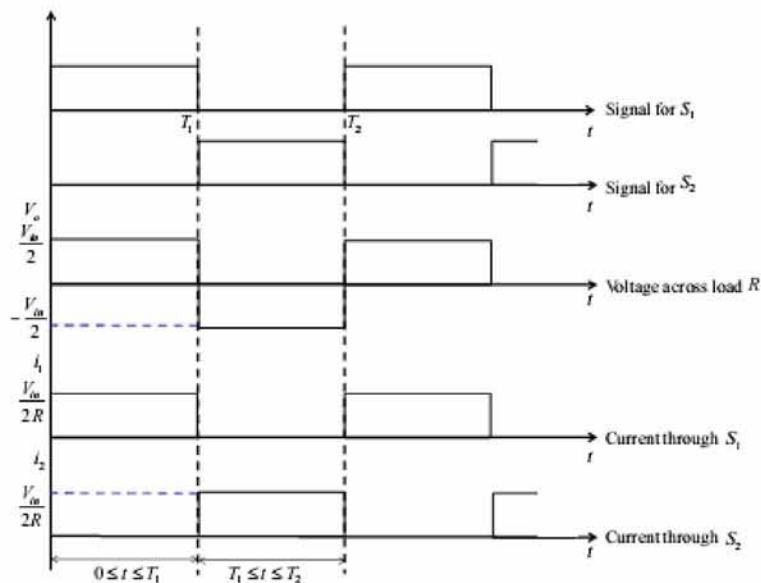 Signal for S₁
T₁
T₂
t
Signal for S₂
t
Vₒ
Vᵢₙ
2
Voltage across load R
t
- Vᵢₙ
2
i₁
Vᵢₙ
2R
Current through S₁
t
i₂
Vᵢₙ
2R
Current through S₂
t
0 ≤ t ≤ T₁
T₁ ≤ t ≤ T₂